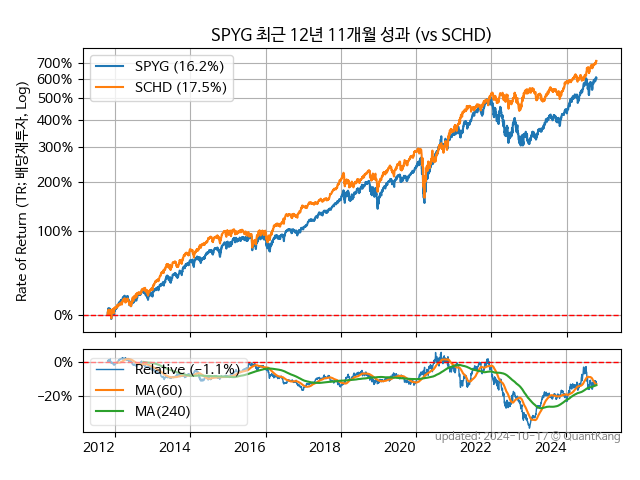 SPYG 최근 12년 11개월 성과 (vs SCHD)
Rate of Return (TR; 배당재투자, Log)
700%
600%
500%
400%
300%
200%
100%
0%
SPYG (16.2%)
SCHD (17.5%)
0%
−20%
Relative (−1.1%)
MA(60)
MA(240)
2012 2014 2016 2018 2020 2022 2024
updated: 2024-10-17 © QuantKang